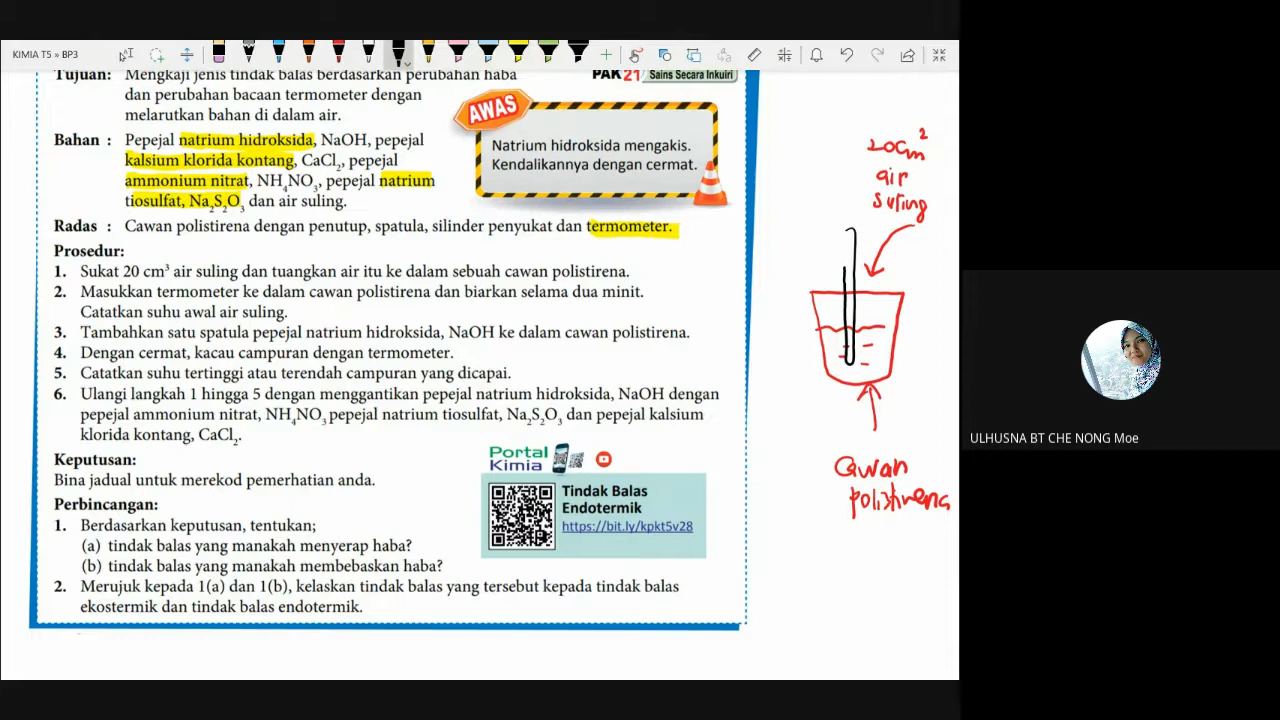 KIMIA T5 » BP3
Tujuan: Mengkaji jenis tindak balas berdasarkan perubahan haba
dan perubahan bacaan termometer dengan
melarutkan bahan di dalam air.
PAK21 Sains Secara Inkuiri
AWAS
Natrium hidroksida mengakis.
Kendalikannya dengan cermat.
Bahan : Pepejal natrium hidroksida, NaOH, pepejal
kalsium klorida kontang, CaCl₂, pepejal
ammonium nitrat, NH₄NO₃, pepejal natrium
tiosulfat, Na₂S₂O₃ dan air suling.
Radas : Cawan polistirena dengan penutup, spatula, silinder penyukat dan termometer.
Prosedur:
1. Sukat 20 cm³ air suling dan tuangkan air itu ke dalam sebuah cawan polistirena.
2. Masukkan termometer ke dalam cawan polistirena dan biarkan selama dua minit.
Catatkan suhu awal air suling.
3. Tambahkan satu spatula pepejal natrium hidroksida, NaOH ke dalam cawan polistirena.
4. Dengan cermat, kacau campuran dengan termometer.
5. Catatkan suhu tertinggi atau terendah campuran yang dicapai.
6. Ulangi langkah 1 hingga 5 dengan menggantikan pepejal natrium hidroksida, NaOH dengan
pepejal ammonium nitrat, NH₄NO₃ pepejal natrium tiosulfat, Na₂S₂O₃ dan pepejal kalsium
klorida kontang, CaCl₂.
Keputusan:
Bina jadual untuk merekod pemerhatian anda.
Perbincangan:
1. Berdasarkan keputusan, tentukan;
(a) tindak balas yang manakah menyerap haba?
(b) tindak balas yang manakah membebaskan haba?
2. Merujuk kepada 1(a) dan 1(b), kelaskan tindak balas yang tersebut kepada tindak balas
ekostermik dan tindak balas endotermik.
Portal
Kimia
Tindak Balas
Endotermik
https://bit.ly/kpkt5v28
20cm²
air
suling
Cawan
polistirena
ULHUSNA BT CHE NONG Moe